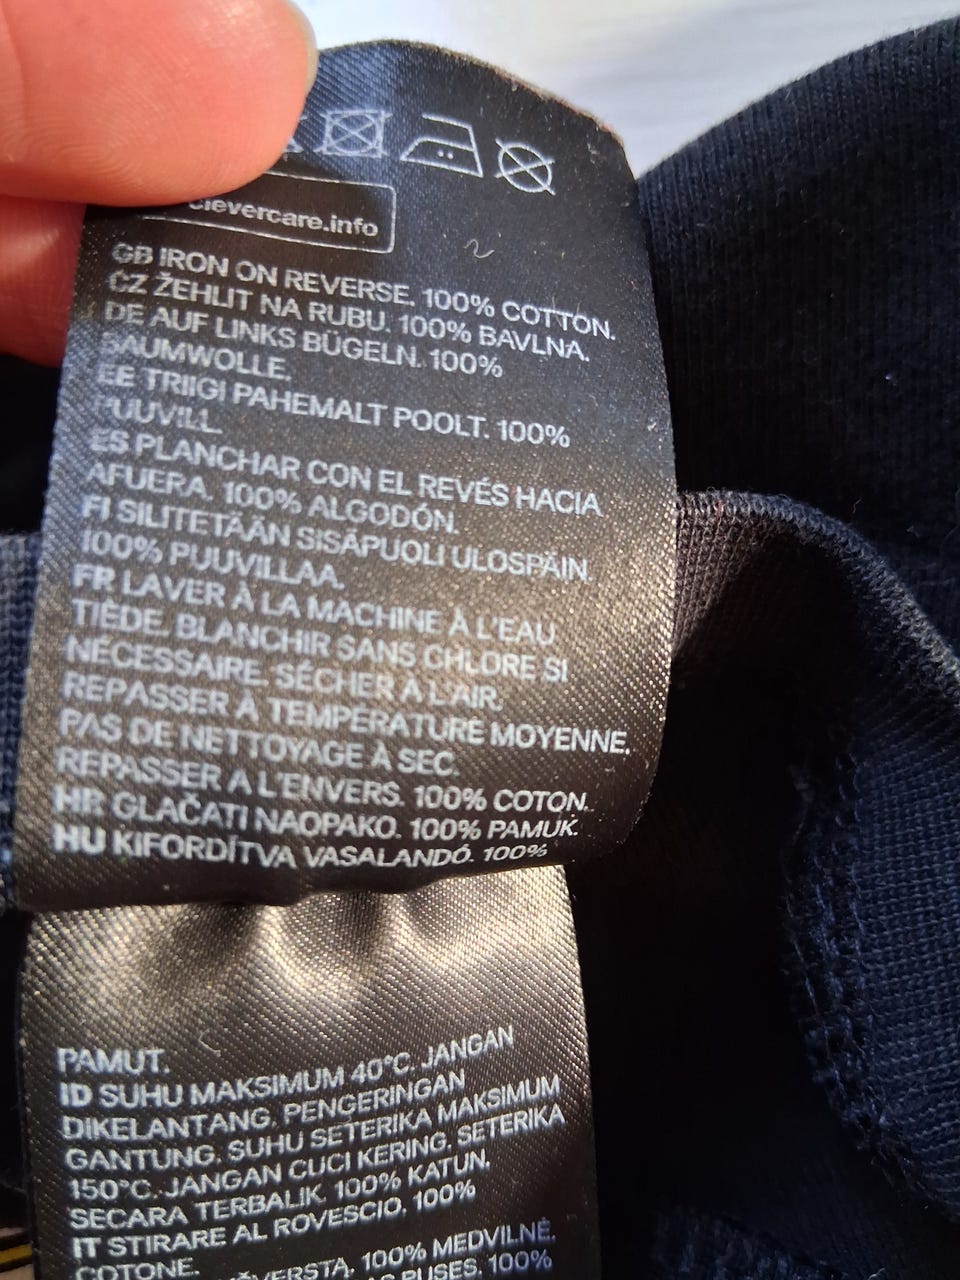 clevercare.info
GB IRON ON REVERSE. 100% COTTON.
CZ ŽEHLIT NA RUBU. 100% BAVLNA.
DE AUF LINKS BÜGELN. 100%
BAUMWOLLE.
EE TRIIGI PAHEMALT POOLT. 100%
PUUVILL.
ES PLANCHAR CON EL REVÉS HACIA
AFUERA. 100% ALGODÓN.
FI SILITETÄÄN SISÄPUOLI ULOSPÄIN.
100% PUUVILLAA.
FR LAVER À LA MACHINE À L'EAU
TIÈDE. BLANCHIR SANS CHLORE SI
NÉCESSAIRE. SÉCHER À L'AIR.
REPASSER À TEMPÉRATURE MOYENNE.
PAS DE NETTOYAGE À SEC.
REPASSER A L'ENVERS. 100% COTON.
HR GLAČATI NAOPAKO. 100% PAMUK.
HU KIFORDÍTVA VASALANDÓ. 100%
PAMUT.
ID SUHU MAKSIMUM 40°C. JANGAN
DIKELANTANG. PENGERINGAN
GANTUNG. SUHU SETERIKA MAKSIMUM
150°C. JANGAN CUCI KERING. SETERIKA
SECARA TERBALIK. 100% KATUN.
IT STIRARE AL ROVESCIO. 100%
COTONE.
100% MEDVILNĖ.
PUSES. 100%